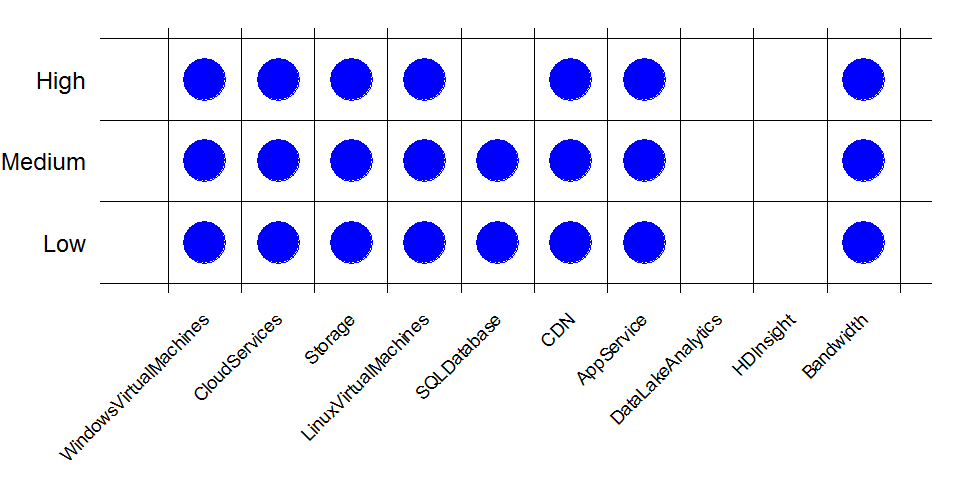 High
Medium
Low
WindowsVirtualMachines
CloudServices
Storage
LinuxVirtualMachines
SQLDatabase
CDN
AppService
DataLakeAnalytics
HDInsight
Bandwidth